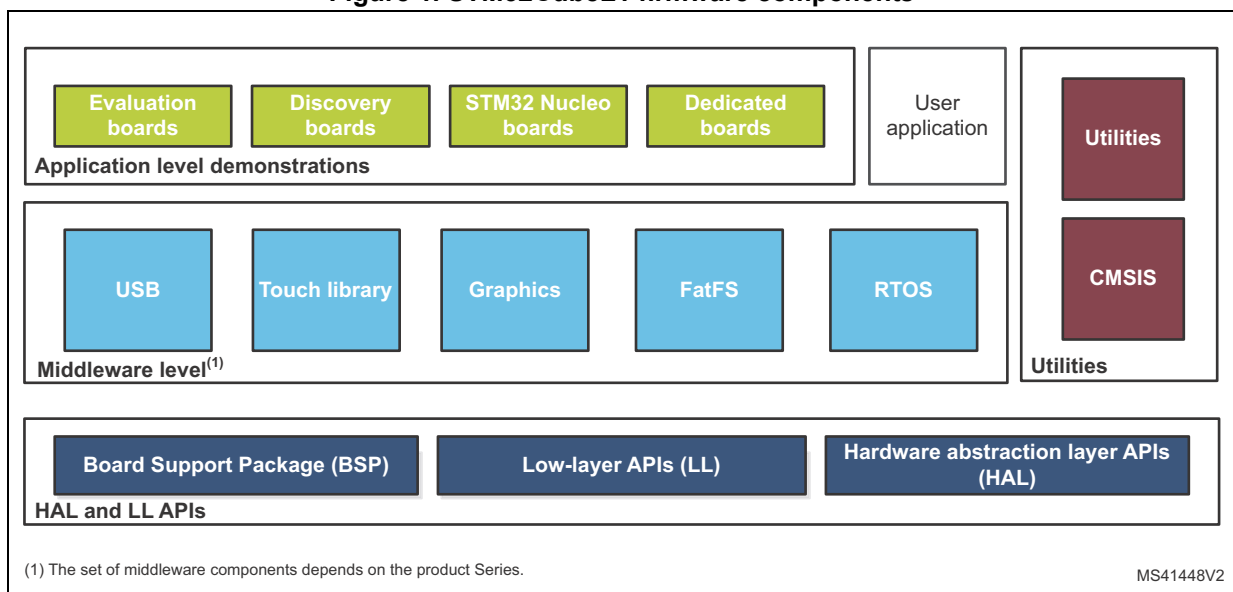 Evaluation
boards
Discovery
boards
STM32 Nucleo
boards
Dedicated
boards
Application level demonstrations
User
application
Utilities
CMSIS
Utilities
USB
Touch library
Graphics
FatFS
RTOS
Middleware level(1)
Board Support Package (BSP)
Low-layer APIs (LL)
Hardware abstraction layer APIs
(HAL)
HAL and LL APIs
(1) The set of middleware components depends on the product Series.
MS41448V2